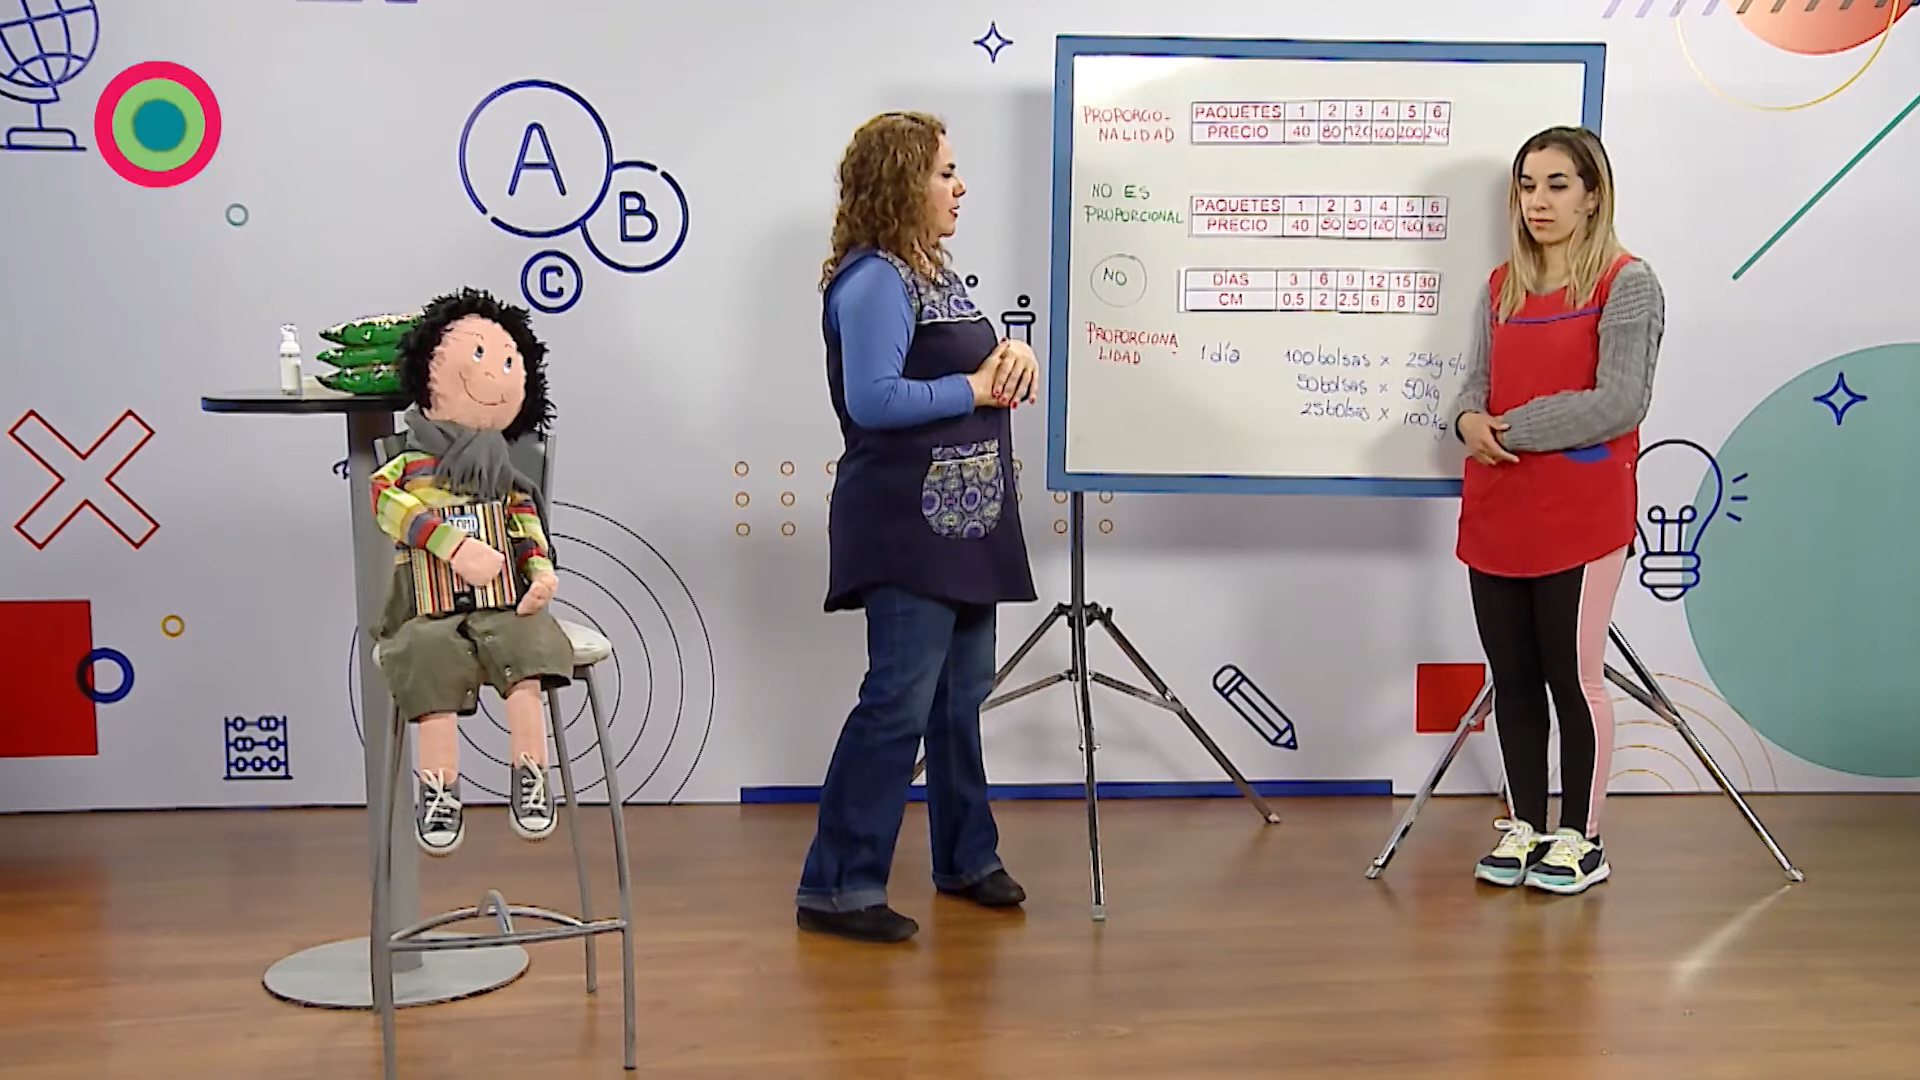 A
B
C
PROPORCIO-
NALIDAD
PAQUETES 1 2 3 4 5 6
PRECIO 40 80 120 160 200 240
NO ES
PROPORCIONAL
PAQUETES 1 2 3 4 5 6
PRECIO 40 80 80 120 160 160
NO
DÍAS 3 6 9 12 15 30
CM 0,5 2 2,5 6 8 20
PROPORCIONA
LIDAD
1 día
100 bolsas x 25kg c/u
50 bolsas x 50kg
25 bolsas x 100kg